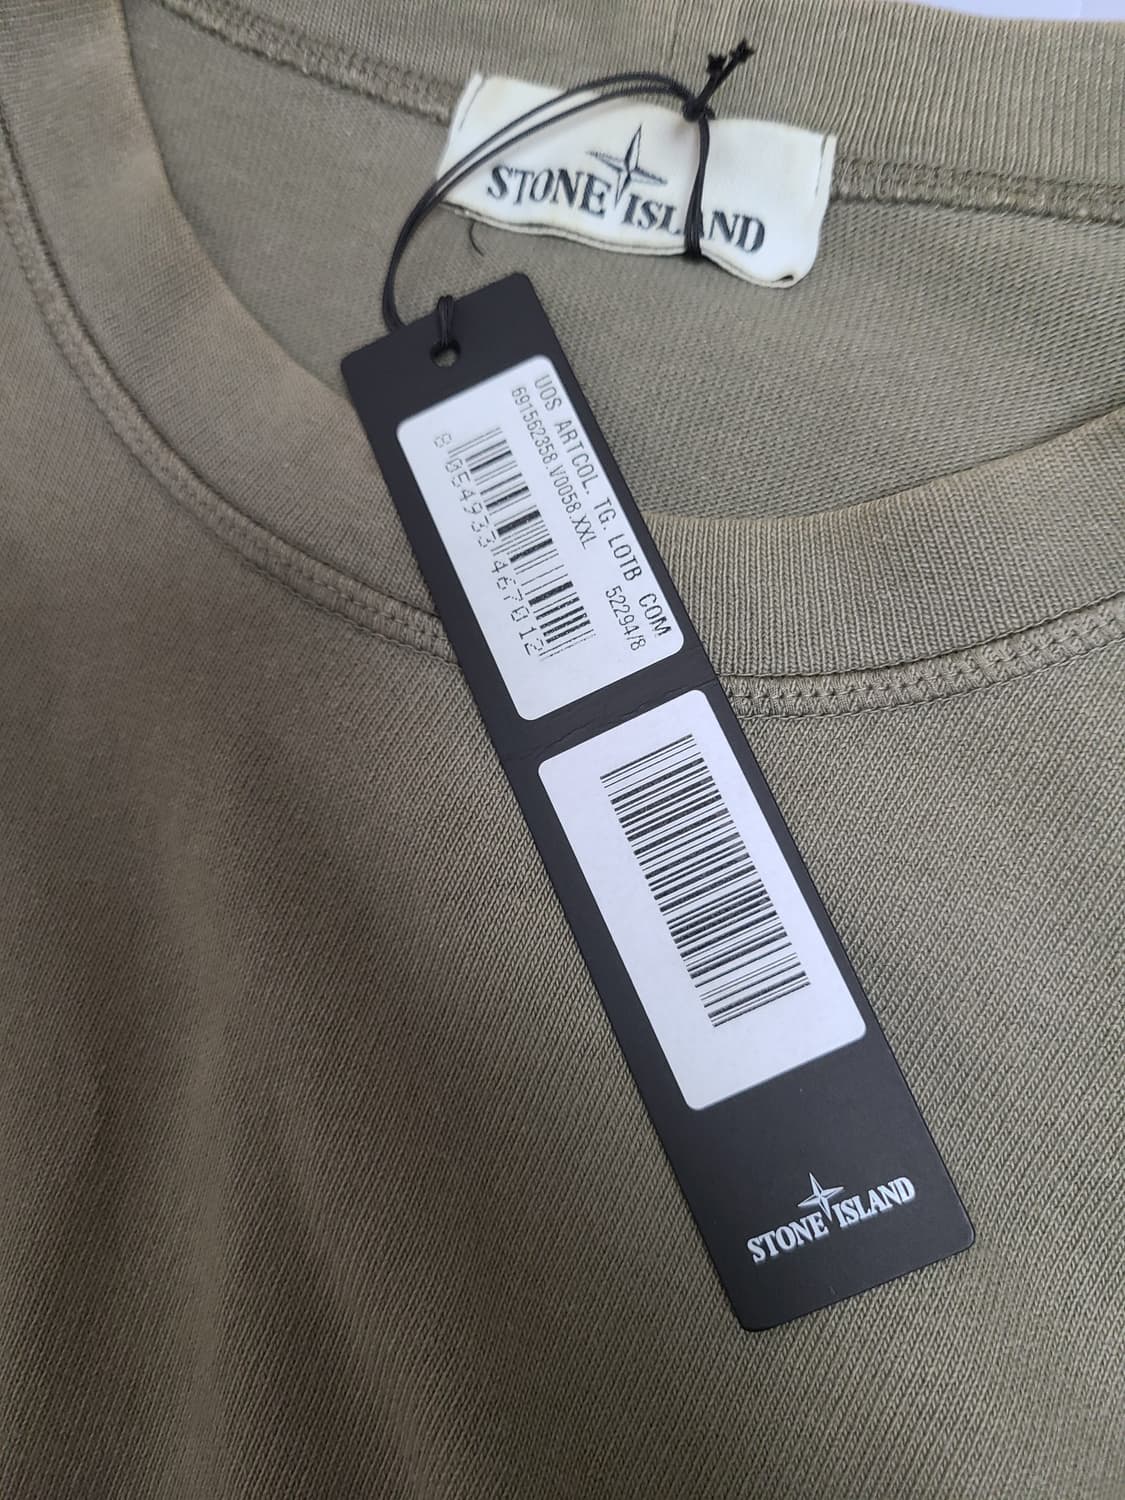 STONE ISLAND
UOS ARTCOL. TG. LOTB COM.
691562358.V0058.XXL 52294/8
8 054933 467012
STONE ISLAND